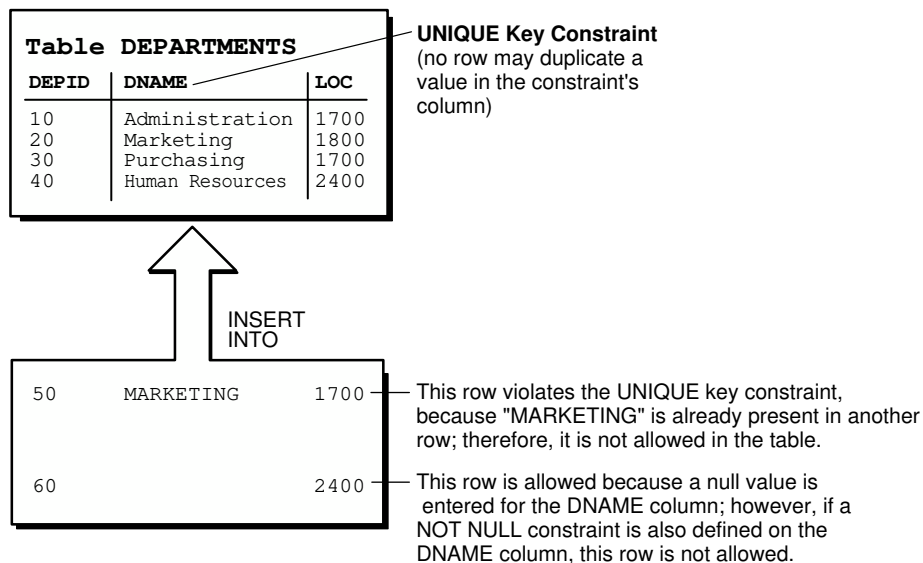 Table DEPARTMENTS
DEPID DNAME LOC
10 Administration 1700
20 Marketing 1800
30 Purchasing 1700
40 Human Resources 2400
UNIQUE Key Constraint
(no row may duplicate a
value in the constraint's
column)
INSERT
INTO
50 MARKETING 1700
This row violates the UNIQUE key constraint,
because "MARKETING" is already present in another
row; therefore, it is not allowed in the table.
60 2400
This row is allowed because a null value is
entered for the DNAME column; however, if a
NOT NULL constraint is also defined on the
DNAME column, this row is not allowed.